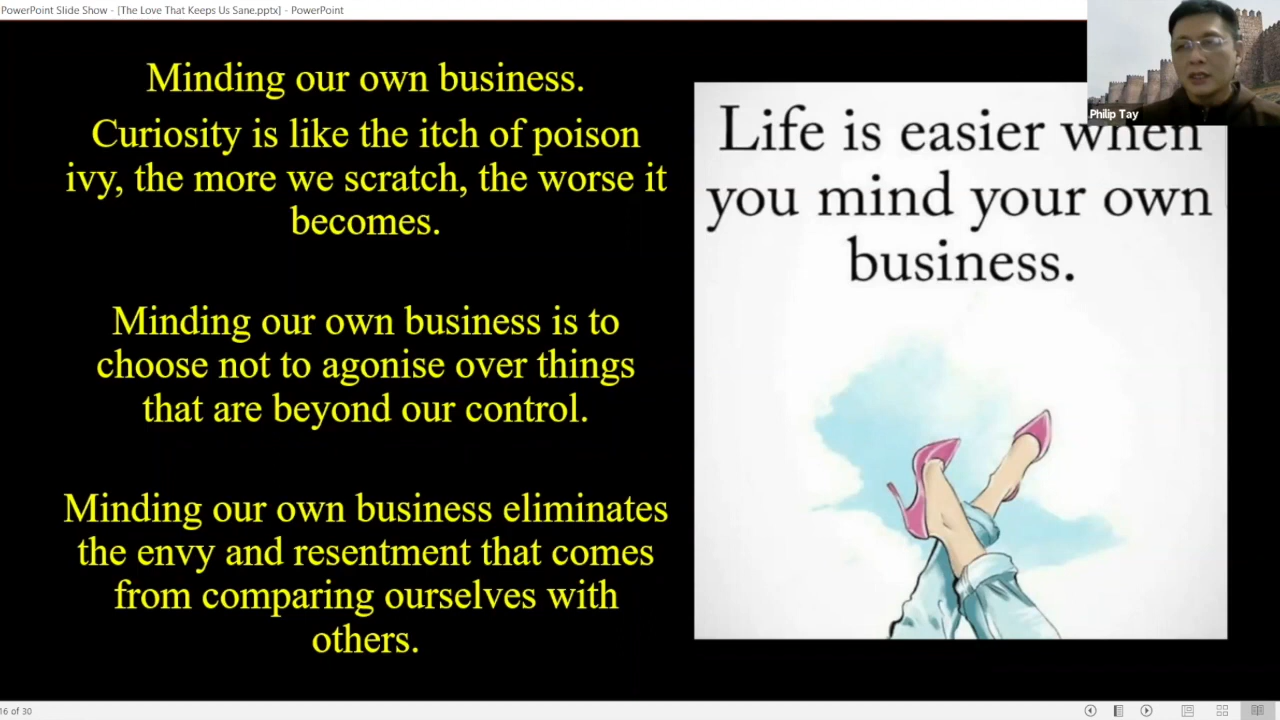 PowerPoint Slide Show - [The Love That Keeps Us Sane.pptx] - PowerPoint
Minding our own business.
Curiosity is like the itch of poison
ivy, the more we scratch, the worse it
becomes.
Minding our own business is to
choose not to agonise over things
that are beyond our control.
Minding our own business eliminates
the envy and resentment that comes
from comparing ourselves with
others.
Life is easier when
you mind your own
business.
Philip Tay
16 of 30